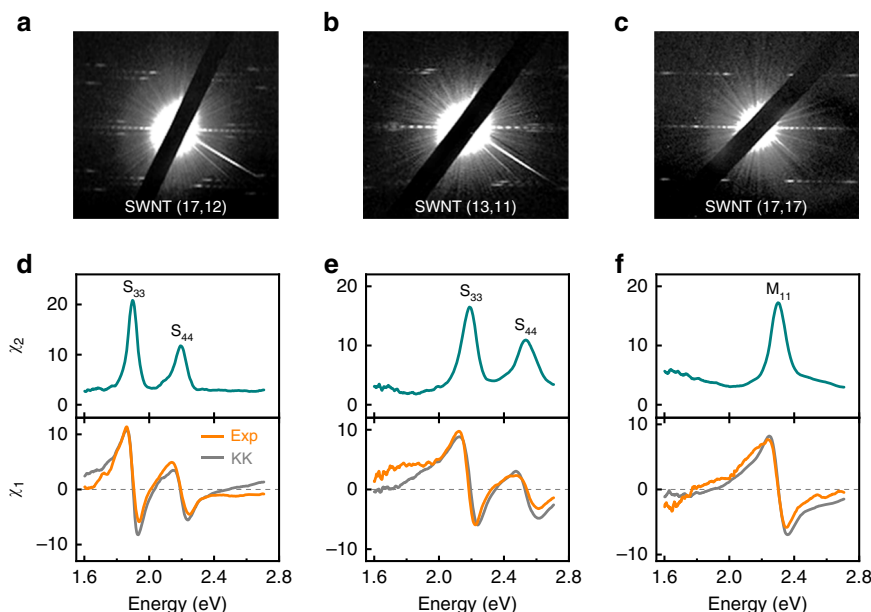 a
b
c
SWNT (17,12)
SWNT (13,11)
SWNT (17,17)
d
e
f
S33
S44
S33
S44
M11
20
10
0
χ2
20
10
0
20
10
0
Exp
KK
10
0
−10
χ1
10
0
−10
10
0
−10
1.6 2.0 2.4 2.8
1.6 2.0 2.4 2.8
1.6 2.0 2.4 2.8
Energy (eV)
Energy (eV)
Energy (eV)